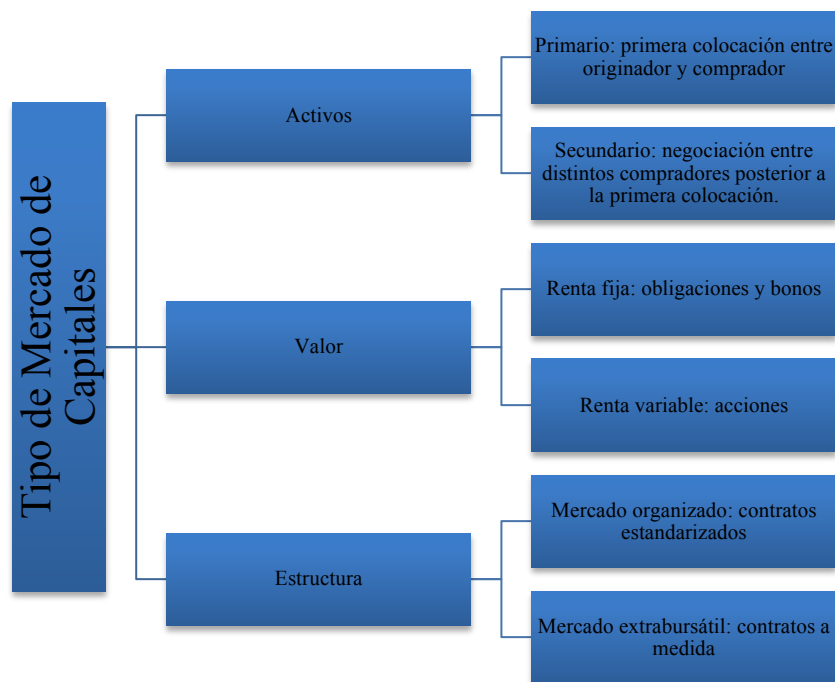 Tipo de Mercado de
Capitales
Activos
Primario: primera colocación entre
originador y comprador
Secundario: negociación entre
distintos compradores posterior a
la primera colocación.
Valor
Renta fija: obligaciones y bonos
Renta variable: acciones
Estructura
Mercado organizado: contratos
estandarizados
Mercado extrabursátil: contratos a
medida